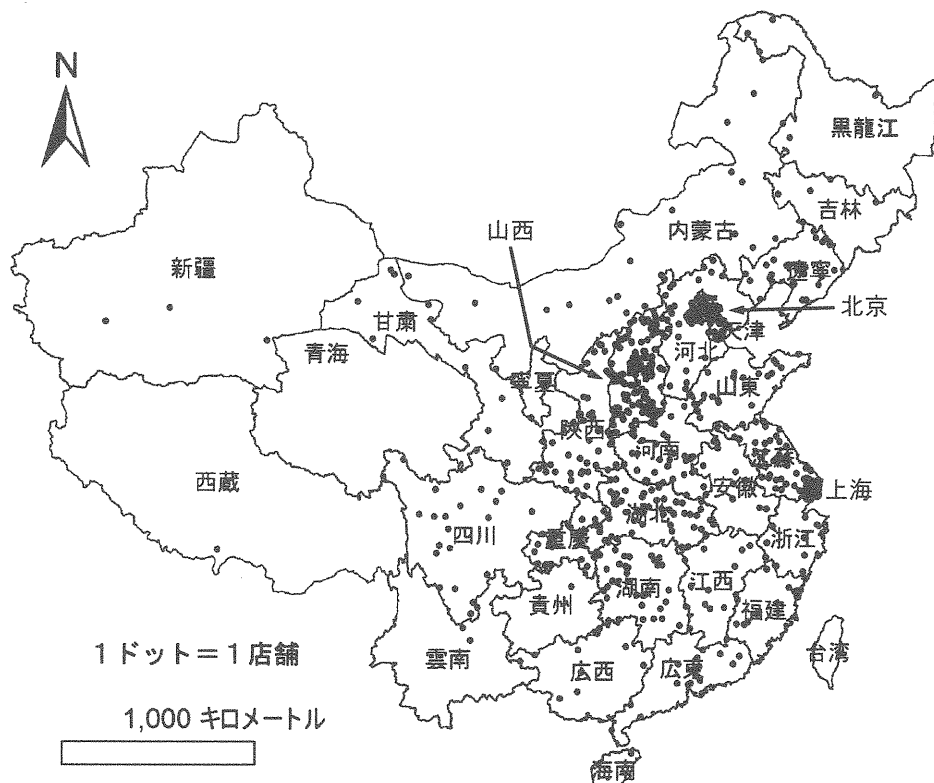 N
黒龍江
吉林
山西
内蒙古
遼寧
新疆
北京
甘粛
天津
河北
青海
寧夏
山東
陝西
河南
江蘇
西蔵
安徽
上海
湖北
四川
重慶
浙江
湖南
江西
貴州
福建
1ドット=1店舗
雲南
広西
広東
台湾
1,000 キロメートル
海南